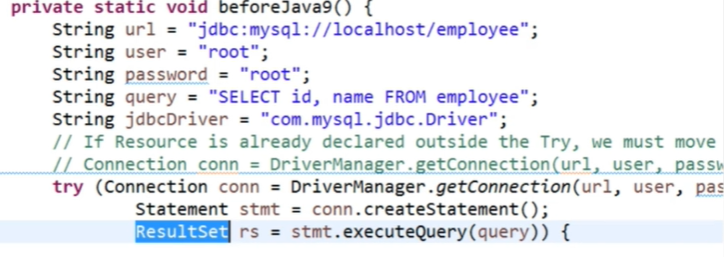 private static void beforeJava9() {
String url = "jdbc:mysql://localhost/employee";
String user = "root";
String password = "root";
String query = "SELECT id, name FROM employee";
String jdbcDriver = "com.mysql.jdbc.Driver";
// If Resource is already declared outside the Try, we must move
// Connection conn = DriverManager.getConnection(url, user, passw
try (Connection conn = DriverManager.getConnection(url, user, pas
Statement stmt = conn.createStatement();
ResultSet rs = stmt.executeQuery(query)) {